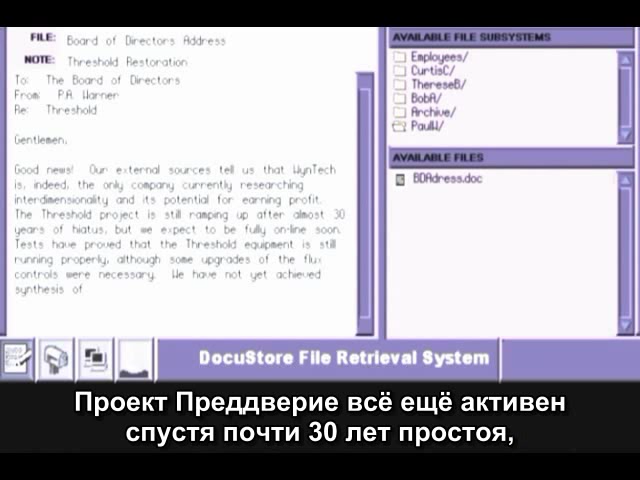 FILE: Board of Directors Address
NOTE: Threshold Restoration
To: The Board of Directors
From: P.A. Warner
Re: Threshold
Gentlemen,
Good news! Our external sources tell us that WynTech
is, indeed, the only company currently researching
interdimensionality and its potential for earning profit.
The Threshold project is still ramping up after almost 30
years of hiatus, but we expect to be fully on-line soon.
Tests have proved that the Threshold equipment is still
running properly, although some upgrades of the flux
controls were necessary. We have not yet achieved
synthesis of
AVAILABLE FILE SUBSYSTEMS
Employees/
CurtisC/
ThereseB/
BobA/
Archive/
PaulW/
AVAILABLE FILES
BDAdress.doc
DocuStore File Retrieval System
Проект Преддверие всё ещё активен
спустя почти 30 лет простоя,